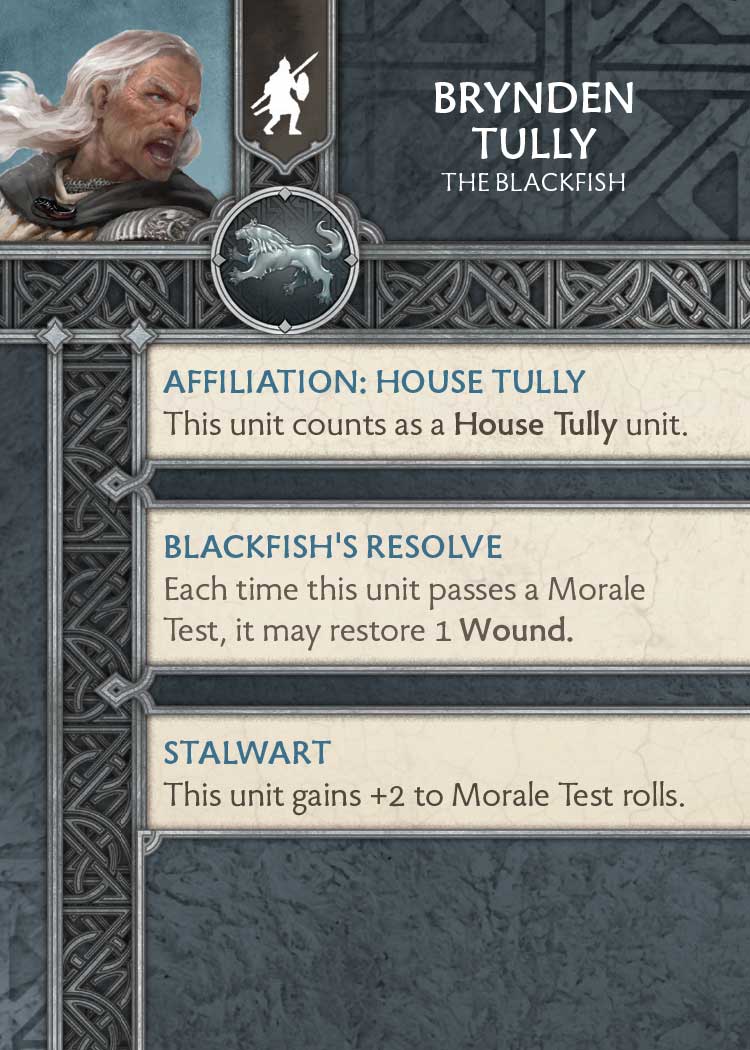 BRYNDEN
TULLY
THE BLACKFISH
AFFILIATION: HOUSE TULLY
This unit counts as a House Tully unit.
BLACKFISH'S RESOLVE
Each time this unit passes a Morale
Test, it may restore 1 Wound.
STALWART
This unit gains +2 to Morale Test rolls.